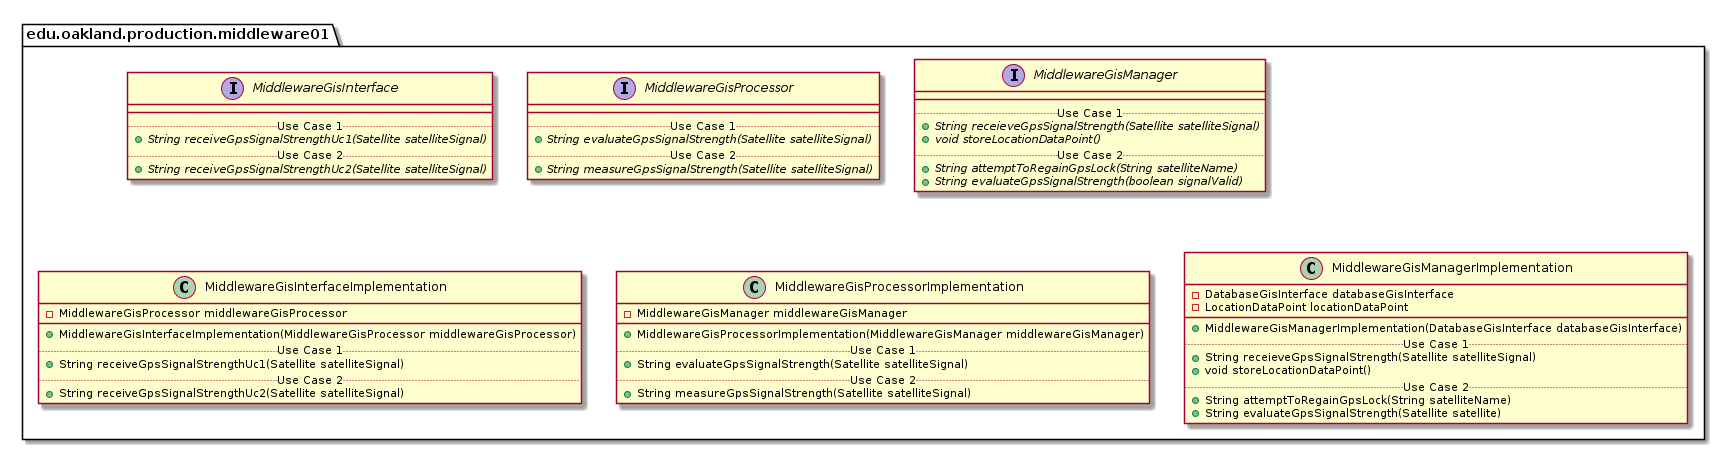 edu.oakland.production.middleware01
I MiddlewareGisInterface
Use Case 1
String receiveGpsSignalStrengthUc1(Satellite satelliteSignal)
Use Case 2
String receiveGpsSignalStrengthUc2(Satellite satelliteSignal)
I MiddlewareGisProcessor
Use Case 1
String evaluateGpsSignalStrength(Satellite satelliteSignal)
Use Case 2
String measureGpsSignalStrength(Satellite satelliteSignal)
I MiddlewareGisManager
Use Case 1
String receieveGpsSignalStrength(Satellite satelliteSignal)
void storeLocationDataPoint()
Use Case 2
String attemptToRegainGpsLock(String satelliteName)
String evaluateGpsSignalStrength(boolean signalValid)
C MiddlewareGisInterfaceImplementation
MiddlewareGisProcessor middlewareGisProcessor
MiddlewareGisInterfaceImplementation(MiddlewareGisProcessor middlewareGisProcessor)
Use Case 1
String receiveGpsSignalStrengthUc1(Satellite satelliteSignal)
Use Case 2
String receiveGpsSignalStrengthUc2(Satellite satelliteSignal)
C MiddlewareGisProcessorImplementation
MiddlewareGisManager middlewareGisManager
MiddlewareGisProcessorImplementation(MiddlewareGisManager middlewareGisManager)
Use Case 1
String evaluateGpsSignalStrength(Satellite satelliteSignal)
Use Case 2
String measureGpsSignalStrength(Satellite satelliteSignal)
C MiddlewareGisManagerImplementation
DatabaseGisInterface databaseGisInterface
LocationDataPoint locationDataPoint
MiddlewareGisManagerImplementation(DatabaseGisInterface databaseGisInterface)
Use Case 1
String receieveGpsSignalStrength(Satellite satelliteSignal)
void storeLocationDataPoint()
Use Case 2
String attemptToRegainGpsLock(String satelliteName)
String evaluateGpsSignalStrength(Satellite satellite)